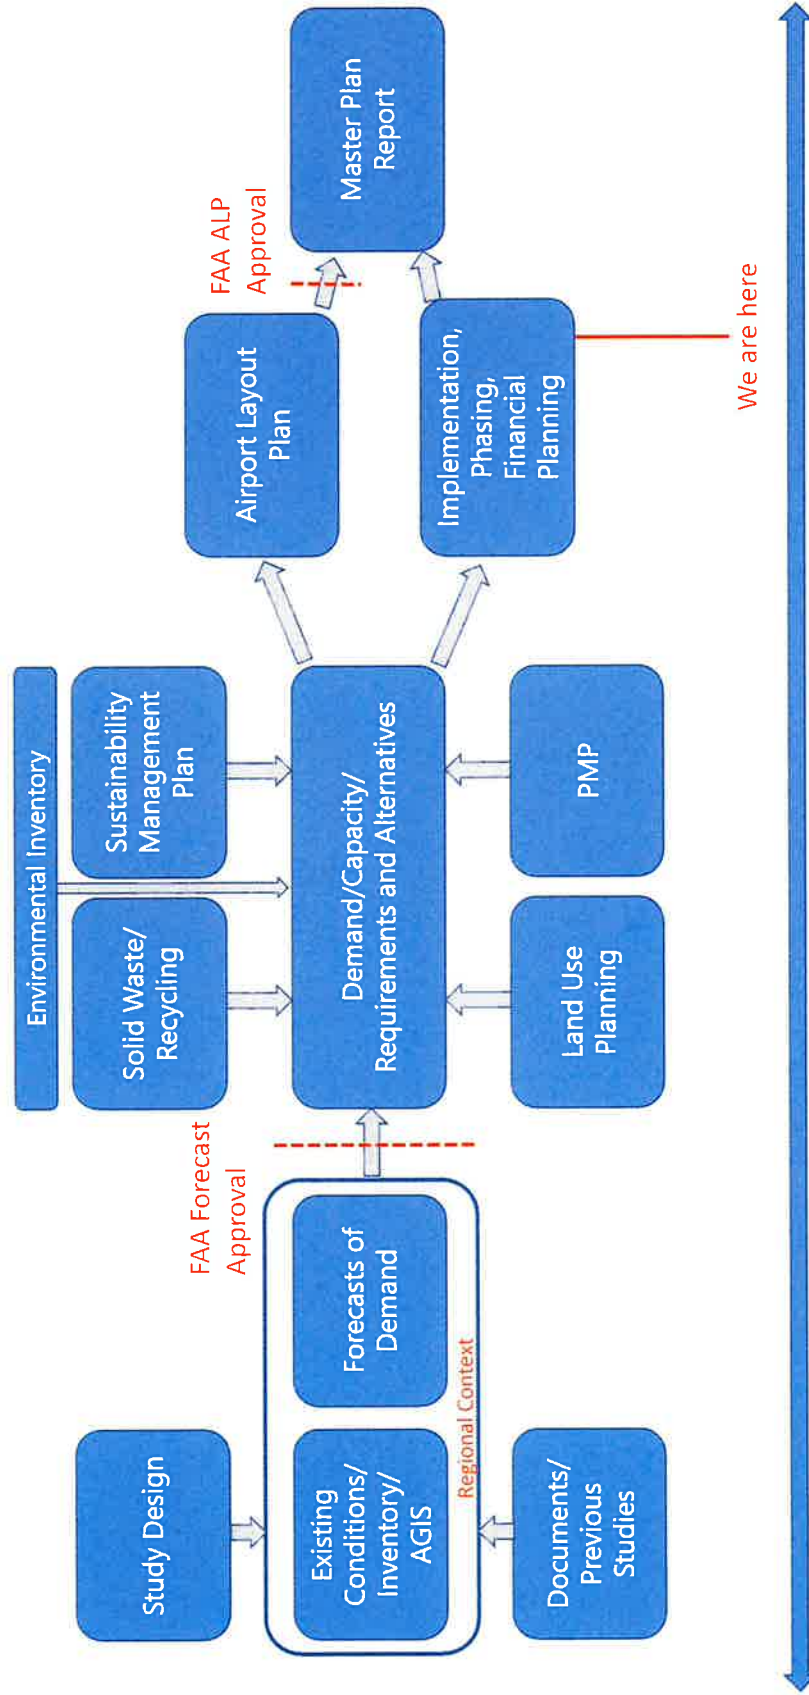 Study Design
Existing
Conditions/
Inventory/
AGIS
Forecasts of
Demand
Regional Context
Documents/
Previous
Studies
FAA Forecast
Approval
Environmental Inventory
Solid Waste/
Recycling
Sustainability
Management
Plan
Demand/Capacity/
Requirements and Alternatives
Land Use
Planning
PMP
Airport Layout
Plan
FAA ALP
Approval
Implementation,
Phasing,
Financial
Planning
Master Plan
Report
We are here